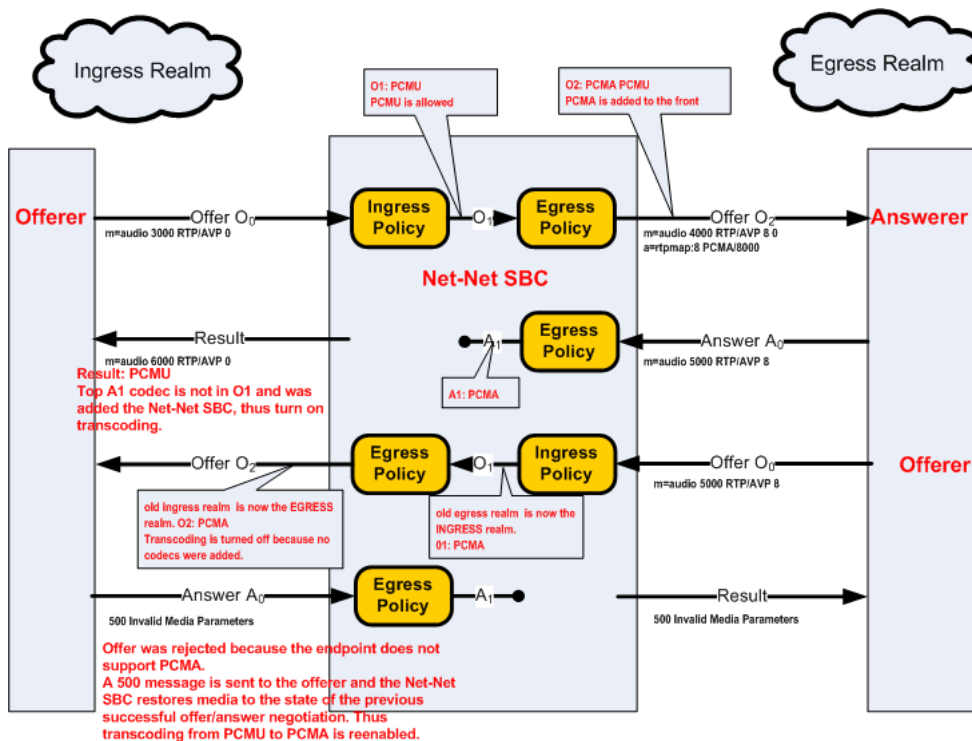 Ingress Realm
Egress Realm
O1: PCMU
PCMU is allowed
O2: PCMA PCMU
PCMA is added to the front
Offerer
Offer O0
m=audio 3000 RTP/AVP 0
Ingress
Policy
O1
Egress
Policy
Offer O2
m=audio 4000 RTP/AVP 8 0
a=rtpmap:8 PCMA/8000
Answerer
Net-Net SBC
Result
m=audio 6000 RTP/AVP 0
A1
Egress
Policy
Answer A0
m=audio 5000 RTP/AVP 8
Result: PCMU
Top A1 codec is not in O1 and was
added the Net-Net SBC, thus turn on
transcoding.
A1: PCMA
Offer O2
Egress
Policy
O1
Ingress
Policy
Offer O0
m=audio 5000 RTP/AVP 8
Offerer
old ingress realm is now the EGRESS
realm. O2: PCMA
Transcoding is turned off because no
codecs were added.
old egress realm is now the
INGRESS realm.
01: PCMA
Answer A0
500 Invalid Media Parameters
Egress
Policy
A1
Result
500 Invalid Media Parameters
Offer was rejected because the endpoint does not
support PCMA.
A 500 message is sent to the offerer and the Net-Net
SBC restores media to the state of the previous
successful offer/answer negotiation. Thus
transcoding from PCMU to PCMA is reenabled.